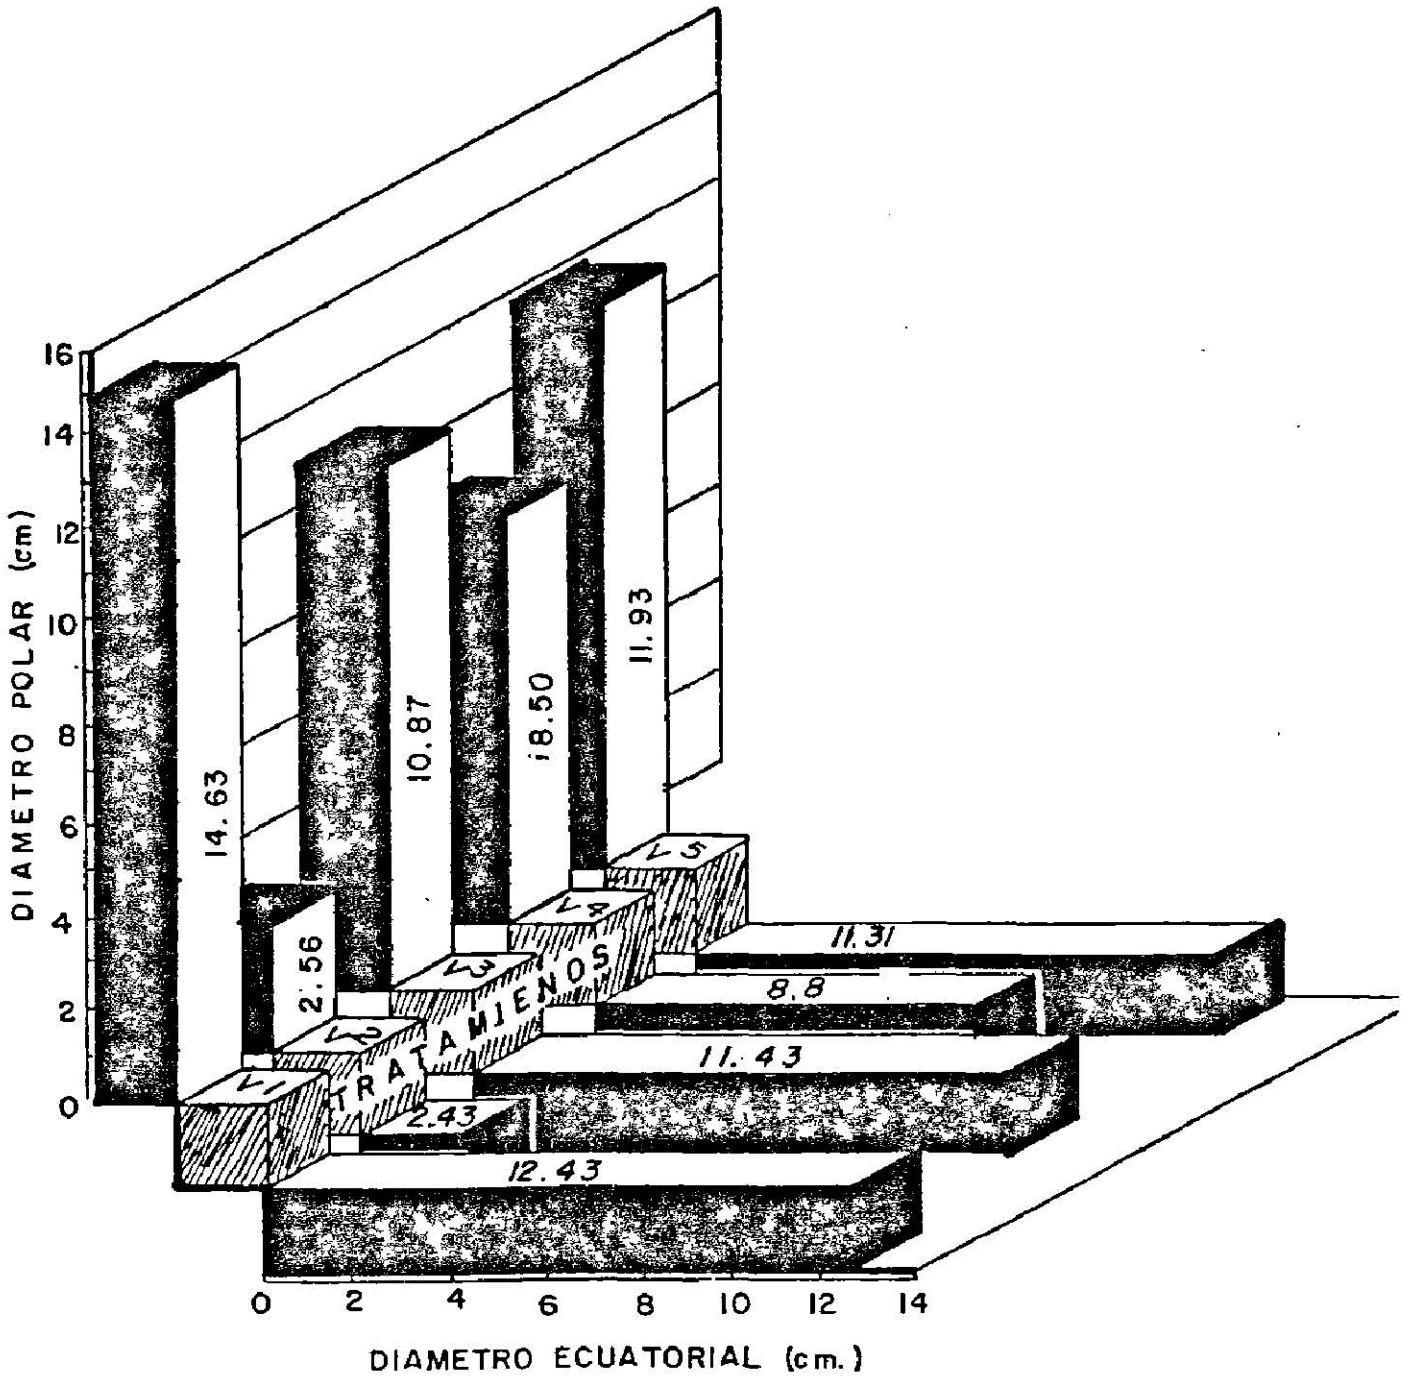 16
14
12
10
8
6
4
2
0
DIAMETRO POLAR (cm)
14.63
2.56
10.87
18.50
11.93
V1
V2
V3
V4
V5
TRATAMIENOS
11.31
8.8
11.43
2.43
12.43
0 2 4 6 8 10 12 14
DIAMETRO ECUATORIAL (cm.)